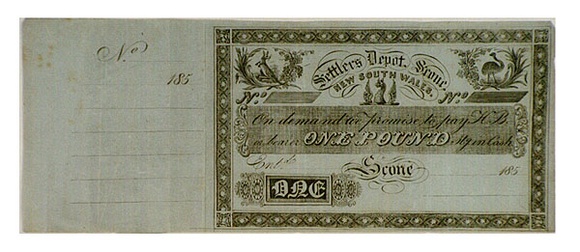 No
185
Settlers Depot. Scone.
NEW SOUTH WALES.
No. No.
On demand we promise to pay H.B.
or bearer ONE POUND Stg in Cash
Entd. Scone 185
ONE